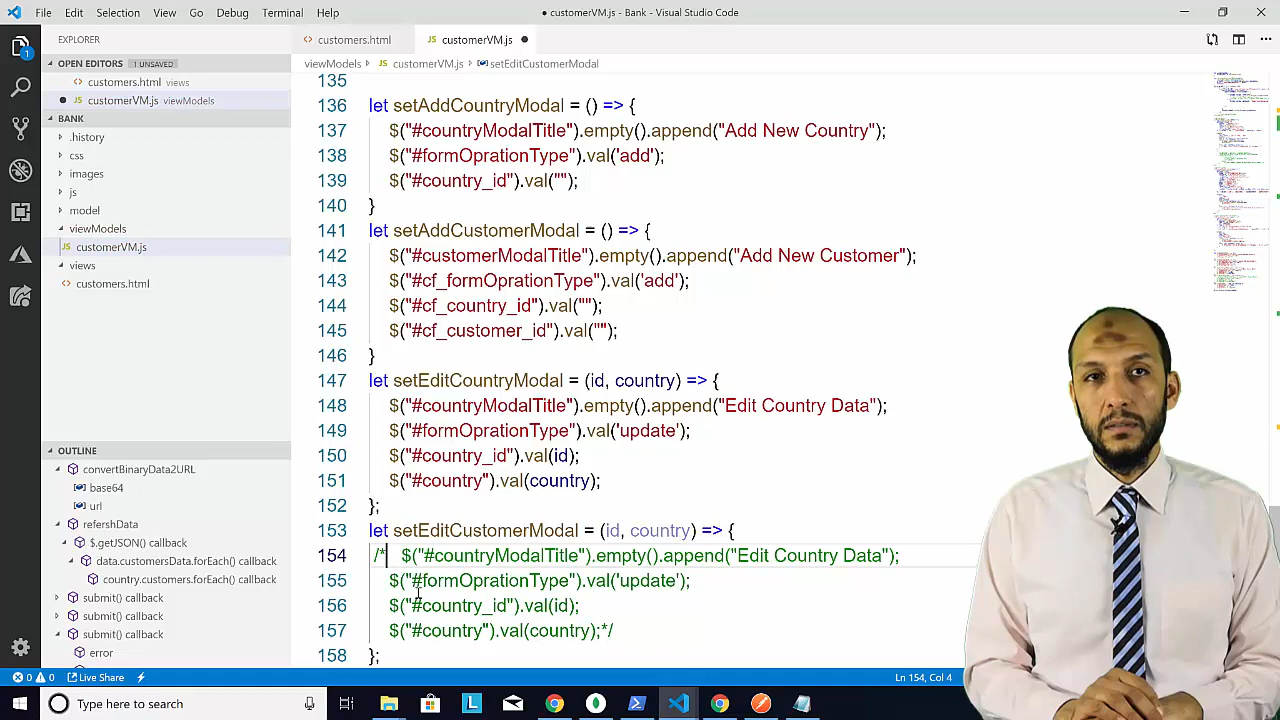 File Edit Selection View Go Debug Terminal Help
● customerVM.js - Bank - Visual Studio Code
EXPLORER
OPEN EDITORS 1 UNSAVED
customers.html views
JS customerVM.js viewModels
BANK
.history
css
images
js
model
JS customerVM.js
OUTLINE
convertBinaryData2URL
base64
url
refershData
$.getJSON() callback
data.customersData.forEach() callback
country.customers.forEach() callback
submit() callback
submit() callback
submit() callback
error
customers.html
JS customerVM.js
viewModels > JS customerVM.js > setEditCustomerModal
135
136 let setAddCountryModal = () => {
137 $("#countryModalTitle").empty().append("Add New Country");
138 $("#formOprationType").val('add');
139 $("#country_id").val("");
140 }
141 let setAddCustomerModal = () => {
142 $("#customerModalTitle").empty().append("Add New Customer");
143 $("#cf_formOprationType").val('add');
144 $("#cf_country_id").val("");
145 $("#cf_customer_id").val("");
146 }
147 let setEditCountryModal = (id, country) => {
148 $("#countryModalTitle").empty().append("Edit Country Data");
149 $("#formOprationType").val('update');
150 $("#country_id").val(id);
151 $("#country").val(country);
152 };
153 let setEditCustomerModal = (id, country) => {
154 /* $("#countryModalTitle").empty().append("Edit Country Data");
155 $("#formOprationType").val('update');
156 $("#country_id").val(id);
157 $("#country").val(country);*/
158 };
0 0 Live Share
Ln 154, Col 4
Type here to search